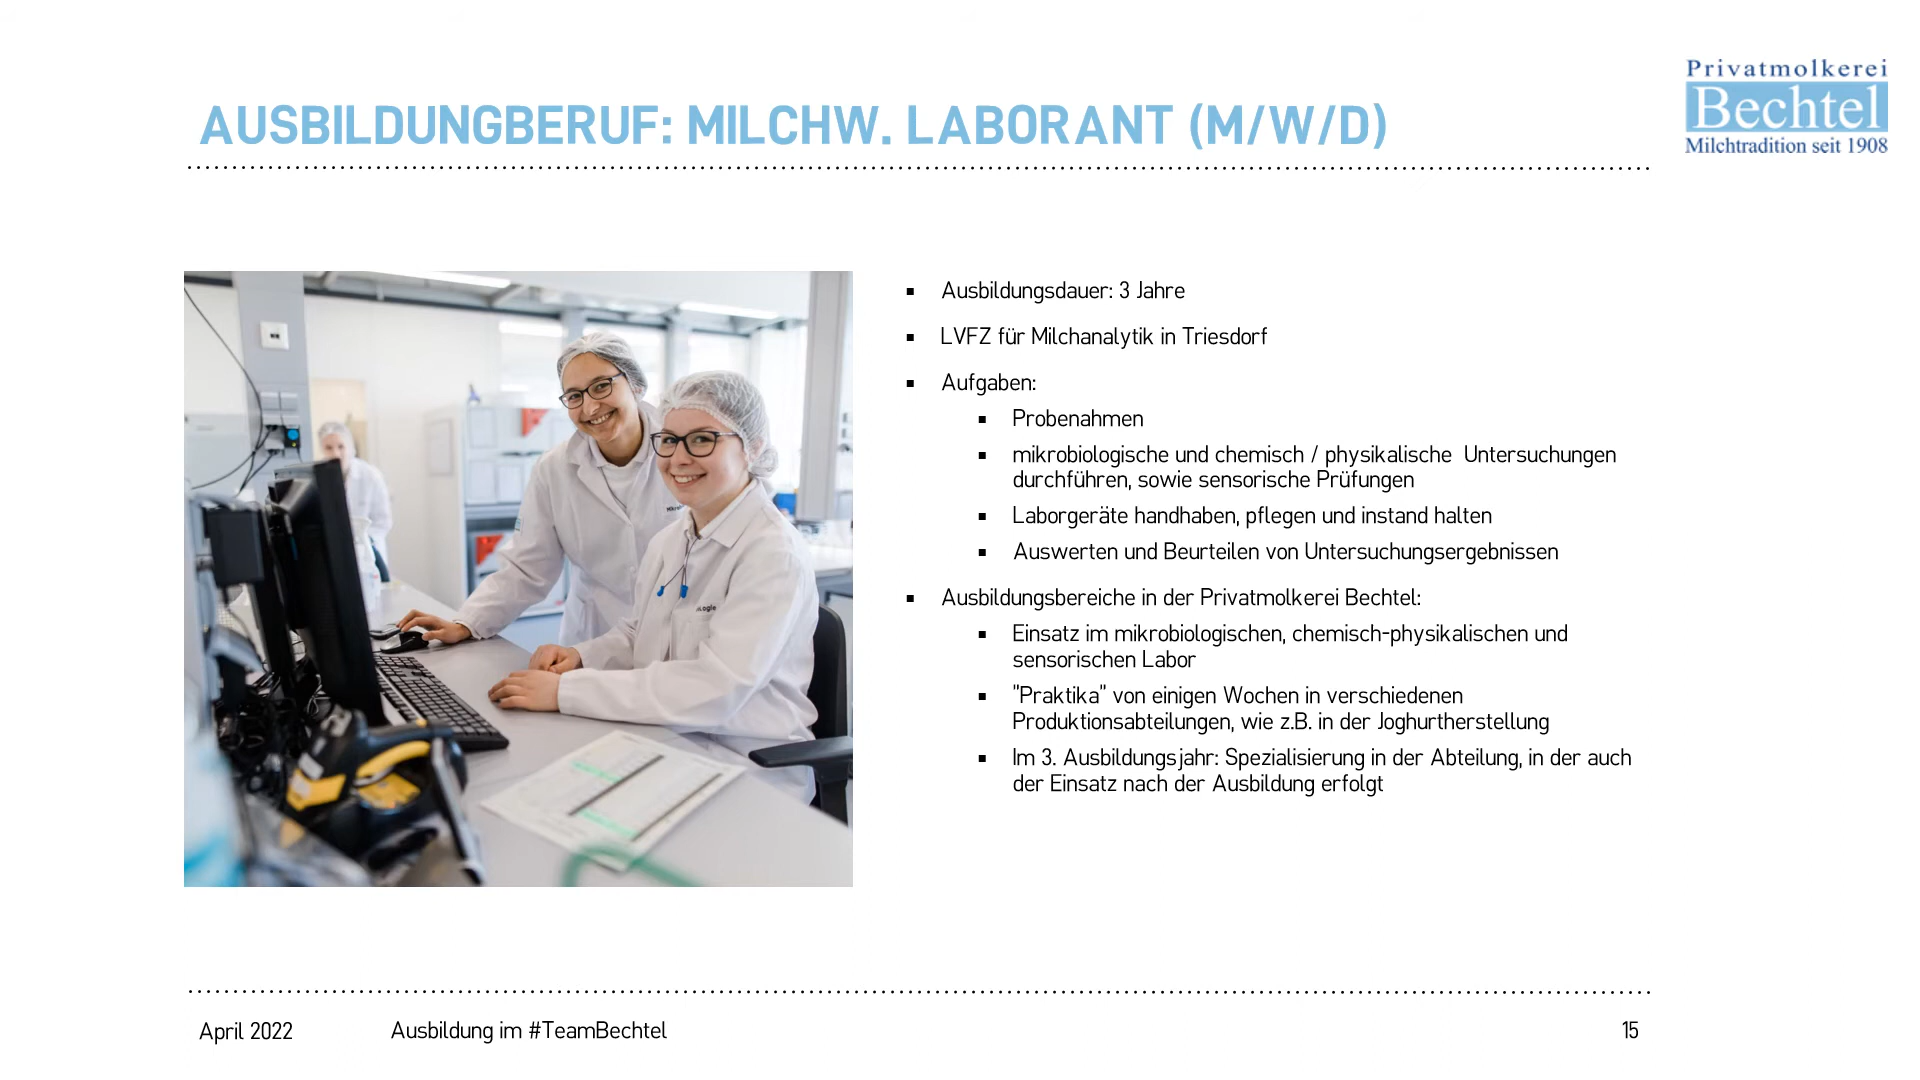 AUSBILDUNGBERUF: MILCHW. LABORANT (M/W/D)
Privatmolkerei
Bechtel
Milchtradition seit 1908
▪ Ausbildungsdauer: 3 Jahre
▪ LVFZ für Milchanalytik in Triesdorf
▪ Aufgaben:
▪ Probenahmen
▪ mikrobiologische und chemisch / physikalische Untersuchungen
durchführen, sowie sensorische Prüfungen
▪ Laborgeräte handhaben, pflegen und instand halten
▪ Auswerten und Beurteilen von Untersuchungsergebnissen
▪ Ausbildungsbereiche in der Privatmolkerei Bechtel:
▪ Einsatz im mikrobiologischen, chemisch-physikalischen und
sensorischen Labor
▪ "Praktika" von einigen Wochen in verschiedenen
Produktionsabteilungen, wie z.B. in der Joghurtherstellung
▪ Im 3. Ausbildungsjahr: Spezialisierung in der Abteilung, in der auch
der Einsatz nach der Ausbildung erfolgt
April 2022
Ausbildung im #TeamBechtel
15